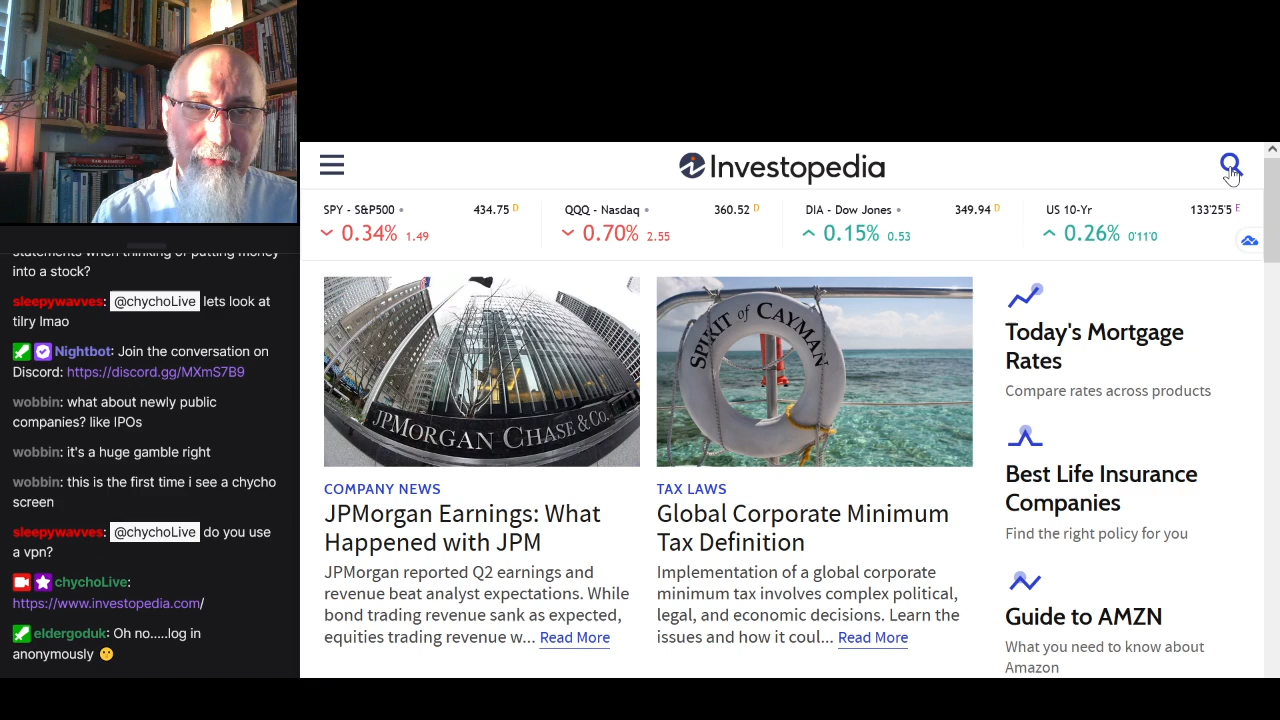 statements when thinking of putting money
into a stock?
sleepywavves: @chychoLive lets look at
tilry lmao
Nightbot: Join the conversation on
Discord: https://discord.gg/MXmS7B9
wobbin: what about newly public
companies? like IPOs
wobbin: it's a huge gamble right
wobbin: this is the first time i see a chycho
screen
sleepywavves: @chychoLive do you use
a vpn?
chychoLive:
https://www.investopedia.com/
eldergoduk: Oh no.....log in
anonymously
Investopedia
SPY - S&P500 434.75 D
0.34% 1.49
QQQ - Nasdaq 360.52 D
0.70% 2.55
DIA - Dow Jones 349.94 D
0.15% 0.53
US 10-Yr 133'25'5 E
0.26% 0'11'0
JPMORGAN CHASE & CO.
COMPANY NEWS
JPMorgan Earnings: What
Happened with JPM
JPMorgan reported Q2 earnings and
revenue beat analyst expectations. While
bond trading revenue sank as expected,
equities trading revenue w... Read More
SPIRIT of CAYMAN
TAX LAWS
Global Corporate Minimum
Tax Definition
Implementation of a global corporate
minimum tax involves complex political,
legal, and economic decisions. Learn the
issues and how it coul... Read More
Today's Mortgage
Rates
Compare rates across products
Best Life Insurance
Companies
Find the right policy for you
Guide to AMZN
What you need to know about
Amazon